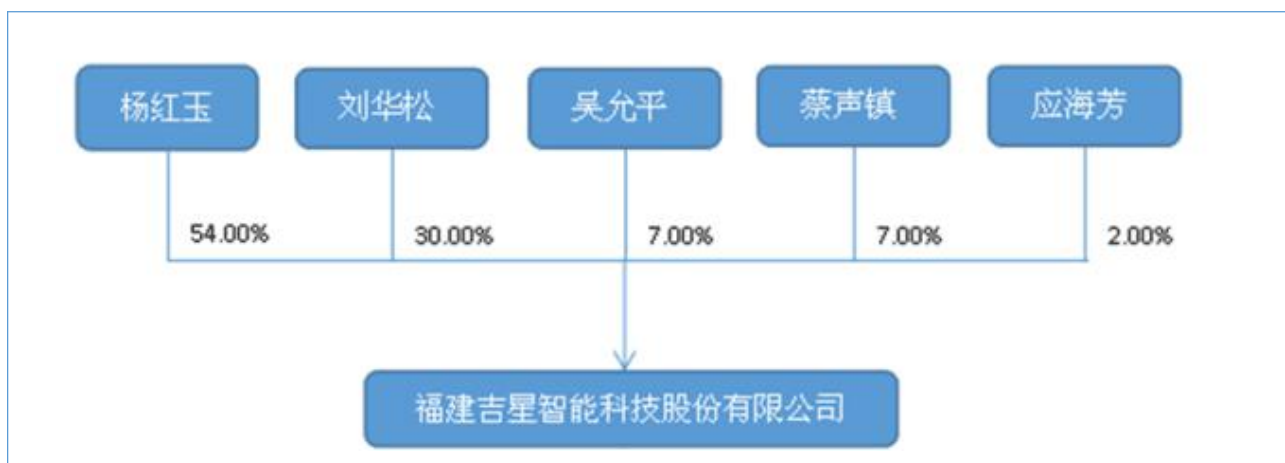 杨红玉 刘华松 吴允平 蔡声镇 应海芳
54.00% 30.00% 7.00% 7.00% 2.00%
福建吉星智能科技股份有限公司